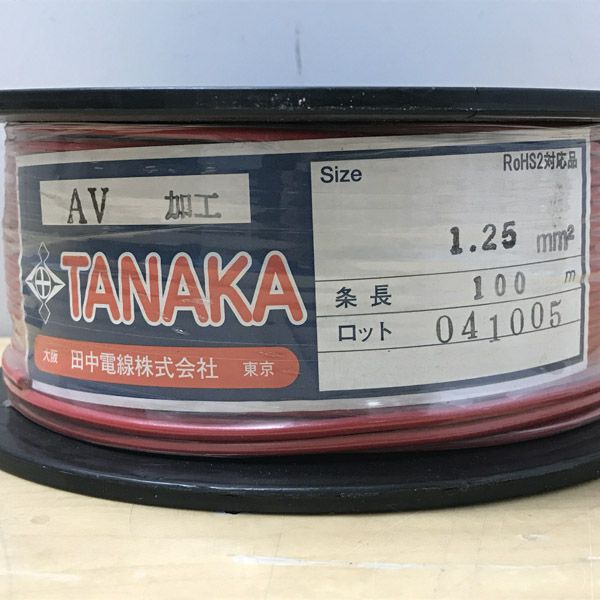 AV 加工
TANAKA
大阪 田中電線株式会社 東京
Size
RoHS2対応品
1.25 mm²
条長 100 m
ロット 041005